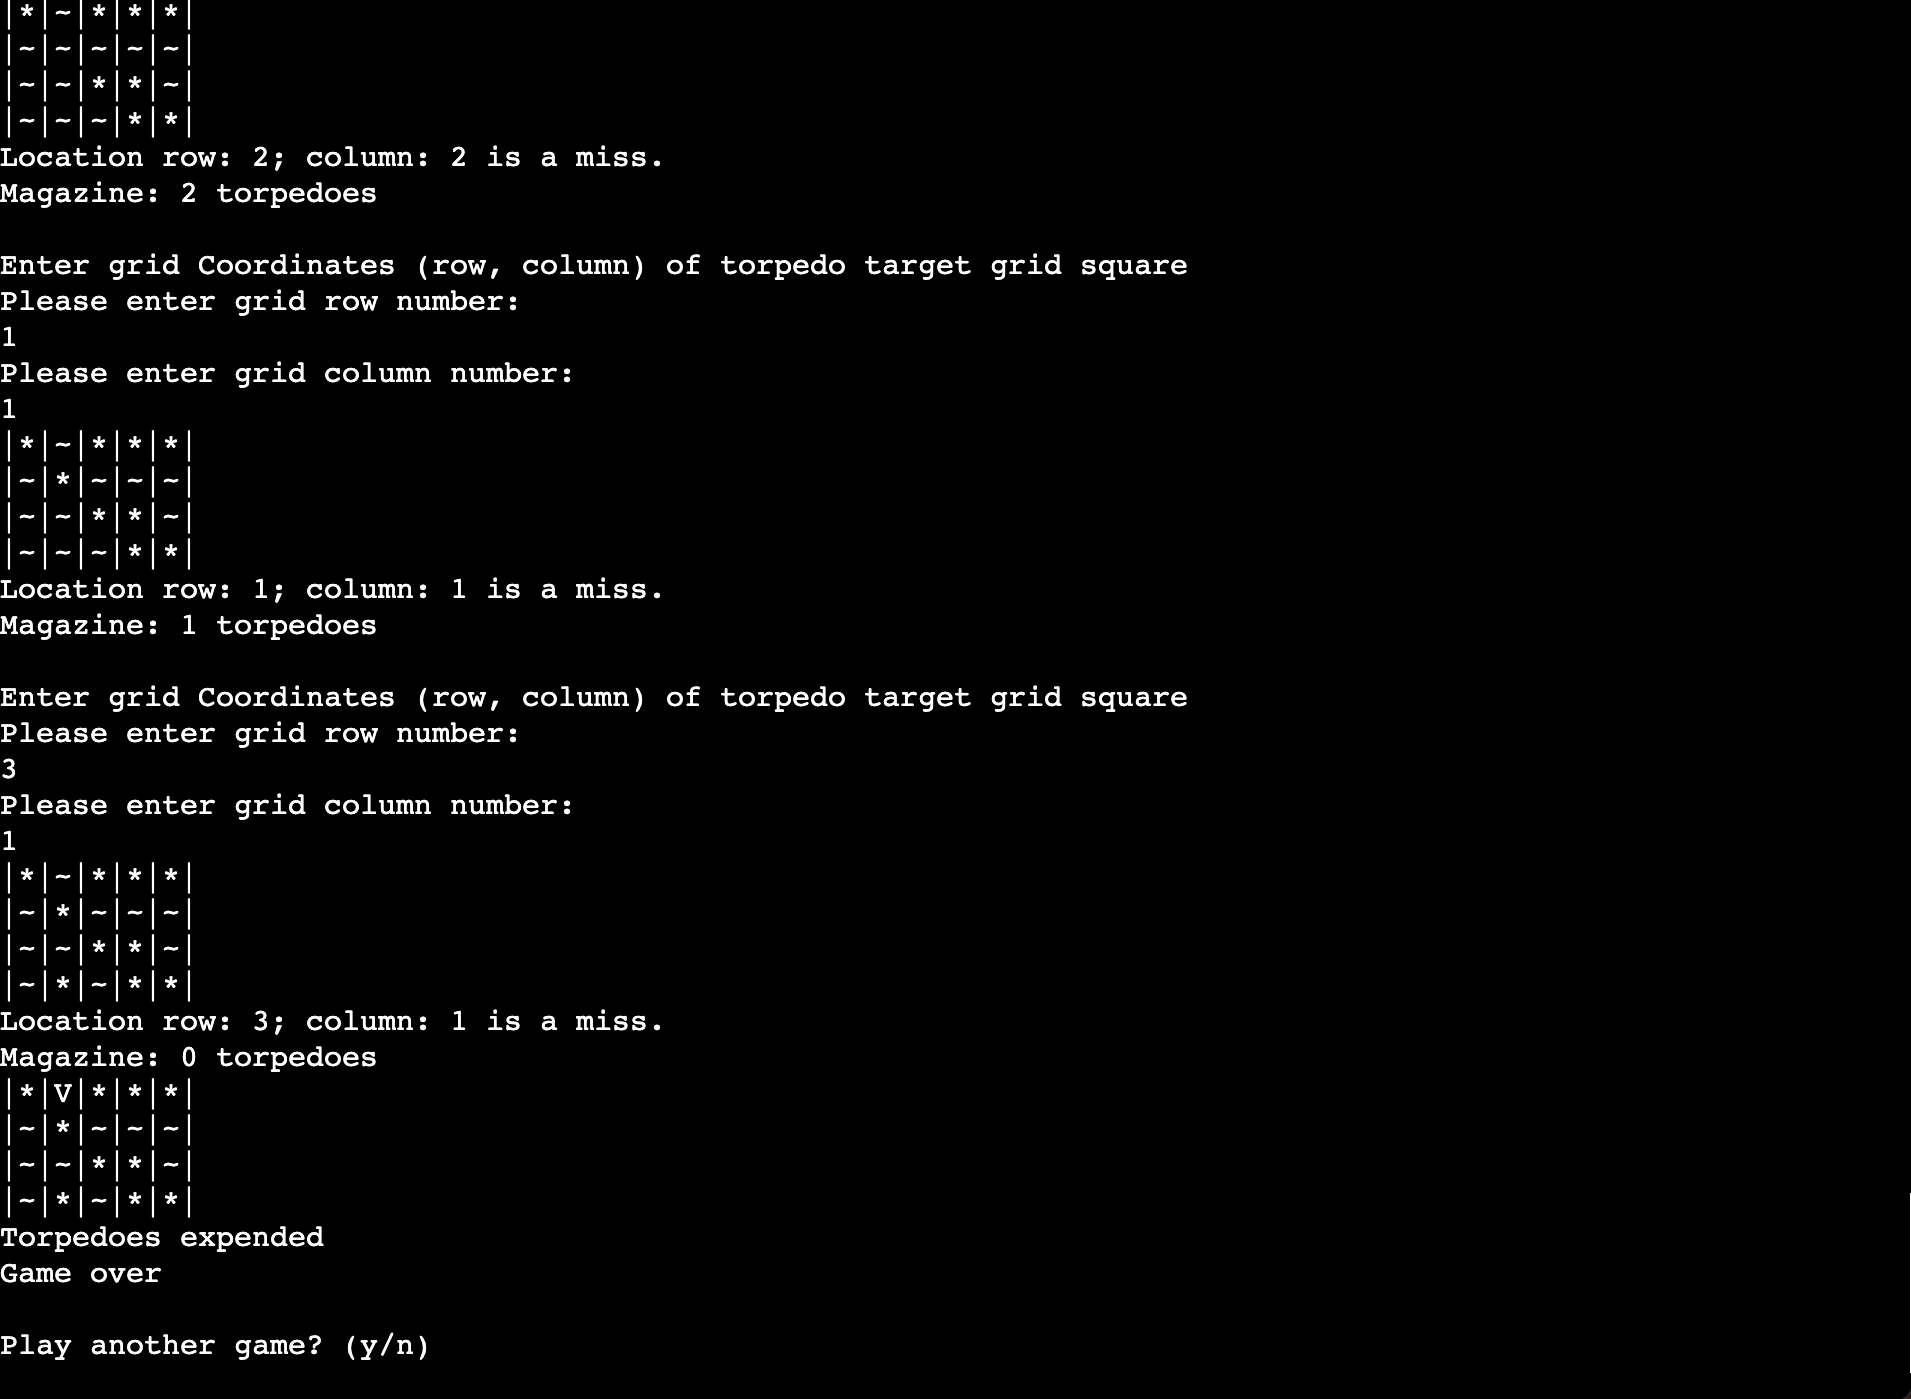 |*|~|*|*|*|
|~|~|~|~|~|
|~|~|*|*|~|
|~|~|~|*|*|
Location row: 2; column: 2 is a miss.
Magazine: 2 torpedoes
Enter grid Coordinates (row, column) of torpedo target grid square
Please enter grid row number:
1
Please enter grid column number:
1
|*|~|*|*|*|
|~|*|~|~|~|
|~|~|*|*|~|
|~|~|~|*|*|
Location row: 1; column: 1 is a miss.
Magazine: 1 torpedoes
Enter grid Coordinates (row, column) of torpedo target grid square
Please enter grid row number:
3
Please enter grid column number:
1
|*|~|*|*|*|
|~|*|~|~|~|
|~|~|*|*|~|
|~|*|~|*|*|
Location row: 3; column: 1 is a miss.
Magazine: 0 torpedoes
|*|V|*|*|*|
|~|*|~|~|~|
|~|~|*|*|~|
|~|*|~|*|*|
Torpedoes expended
Game over
Play another game? (y/n)